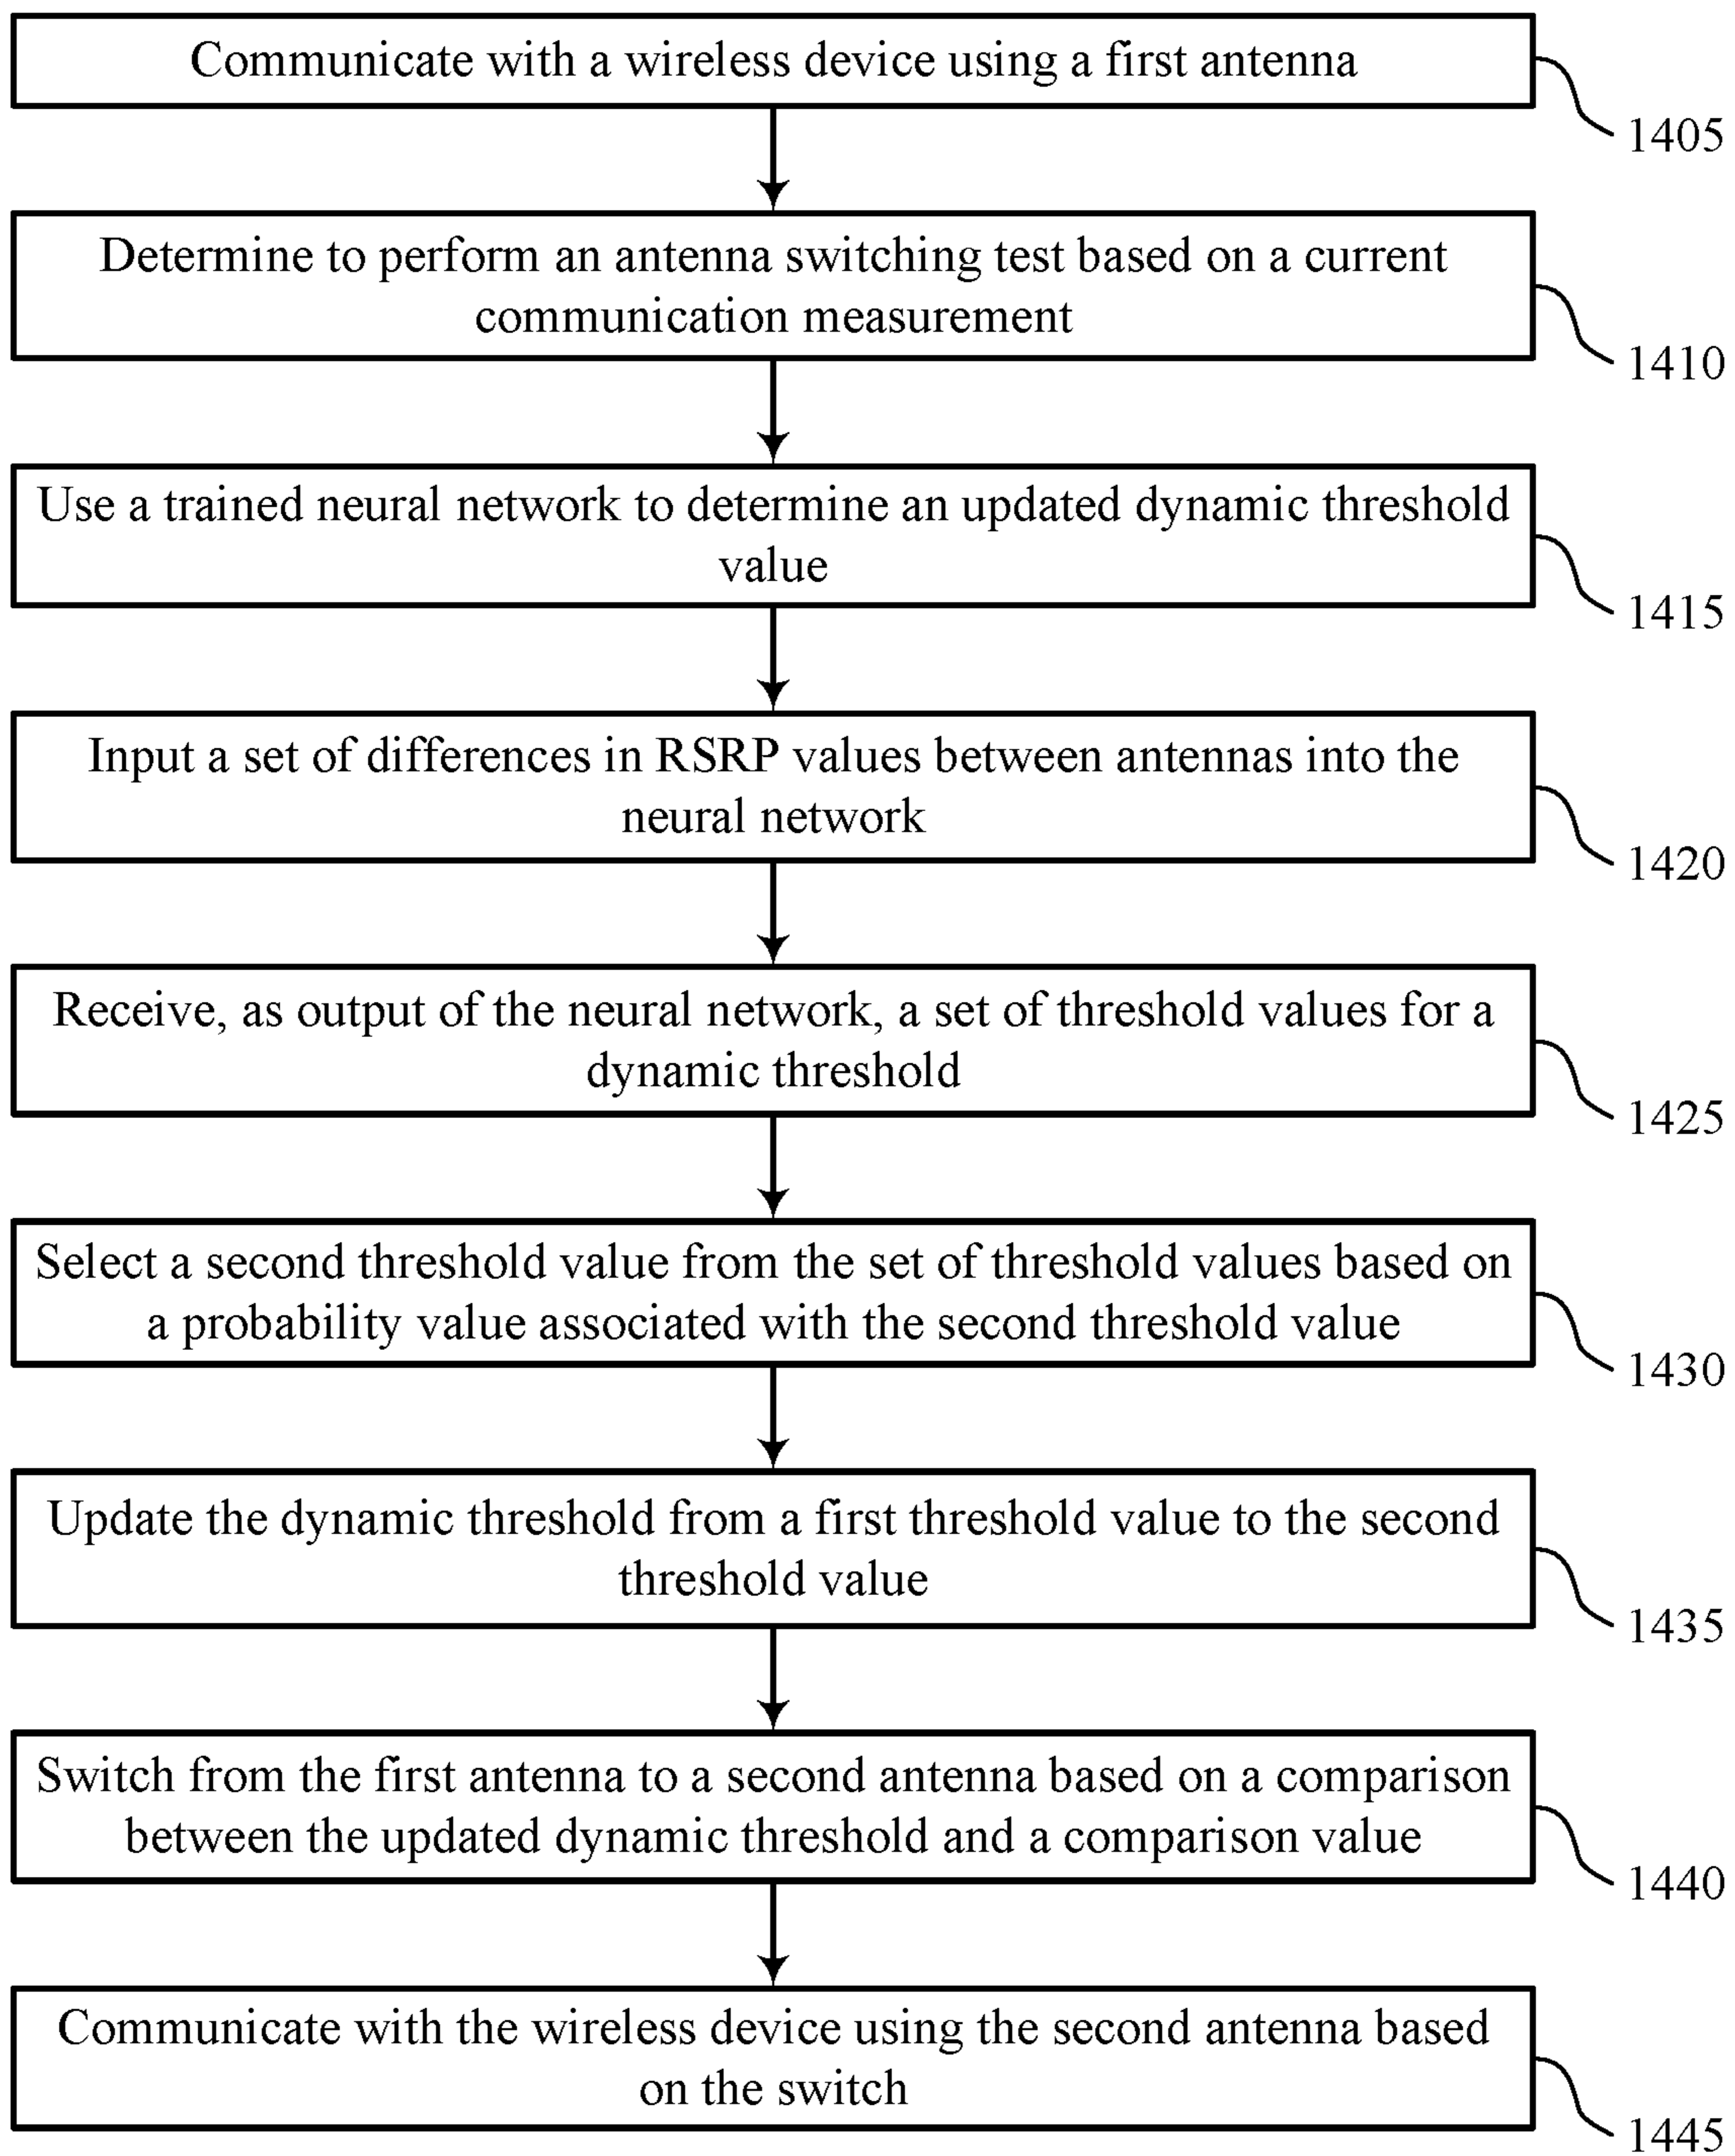 Communicate with a wireless device using a first antenna
1405
Determine to perform an antenna switching test based on a current
communication measurement
1410
Use a trained neural network to determine an updated dynamic threshold
value
1415
Input a set of differences in RSRP values between antennas into the
neural network
1420
Receive, as output of the neural network, a set of threshold values for a
dynamic threshold
1425
Select a second threshold value from the set of threshold values based on
a probability value associated with the second threshold value
1430
Update the dynamic threshold from a first threshold value to the second
threshold value
1435
Switch from the first antenna to a second antenna based on a comparison
between the updated dynamic threshold and a comparison value
1440
Communicate with the wireless device using the second antenna based
on the switch
1445